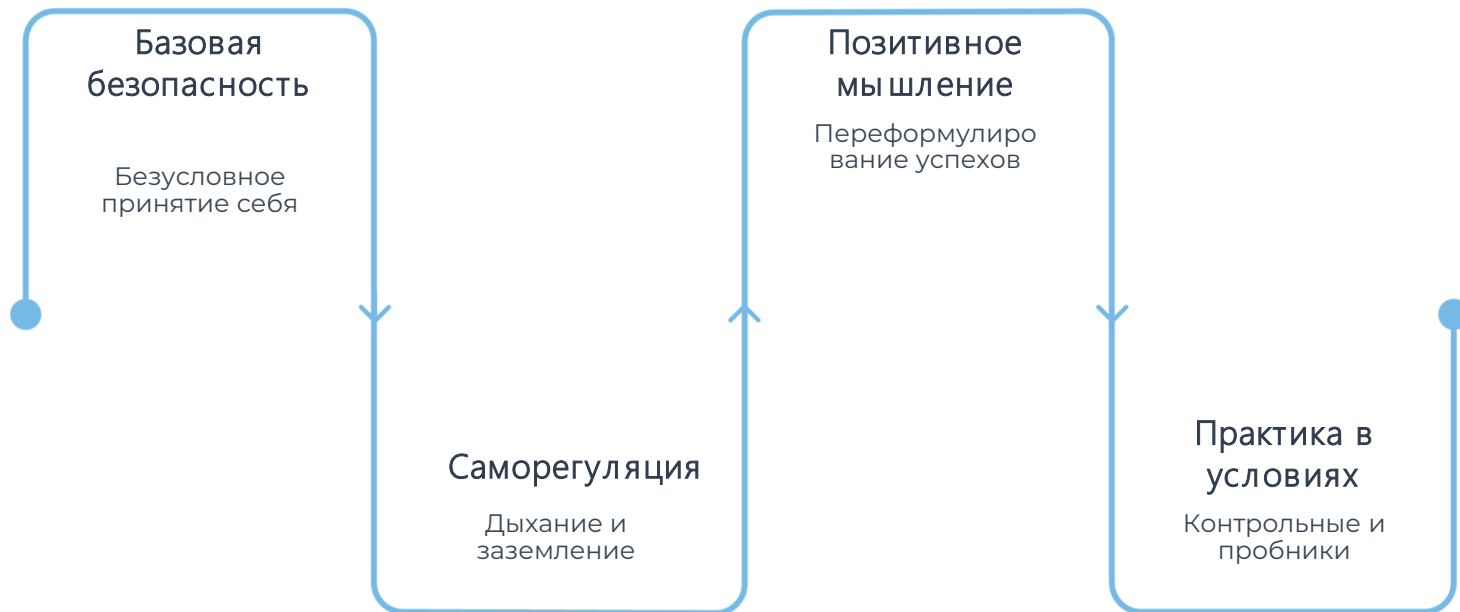 Базовая
безопасность
Безусловное
принятие себя
Саморегуляция
Дыхание и
заземление
Позитивное
мышление
Переформулиро
вание успехов
Практика в
условиях
Контрольные и
пробники